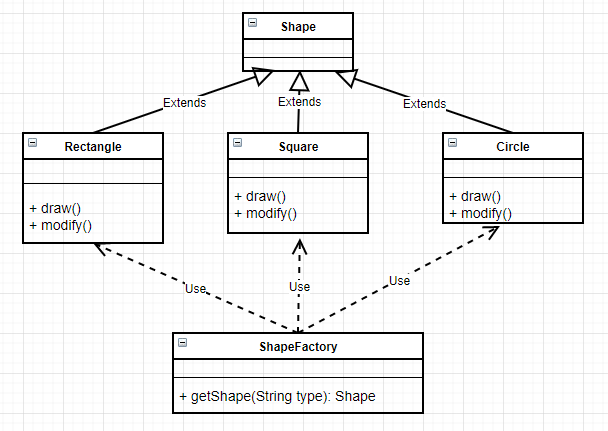 Shape
Extends
Extends
Extends
Rectangle
+ draw()
+ modify()
Square
+ draw()
+ modify()
Circle
+ draw()
+ modify()
Use
Use
Use
ShapeFactory
+ getShape(String type): Shape